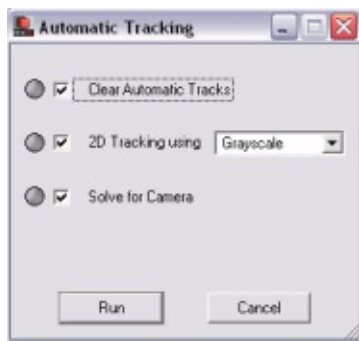 Automatic Tracking
Clear Automatic Tracks
2D Tracking using Grayscale
Solve for Camera
Run Cancel